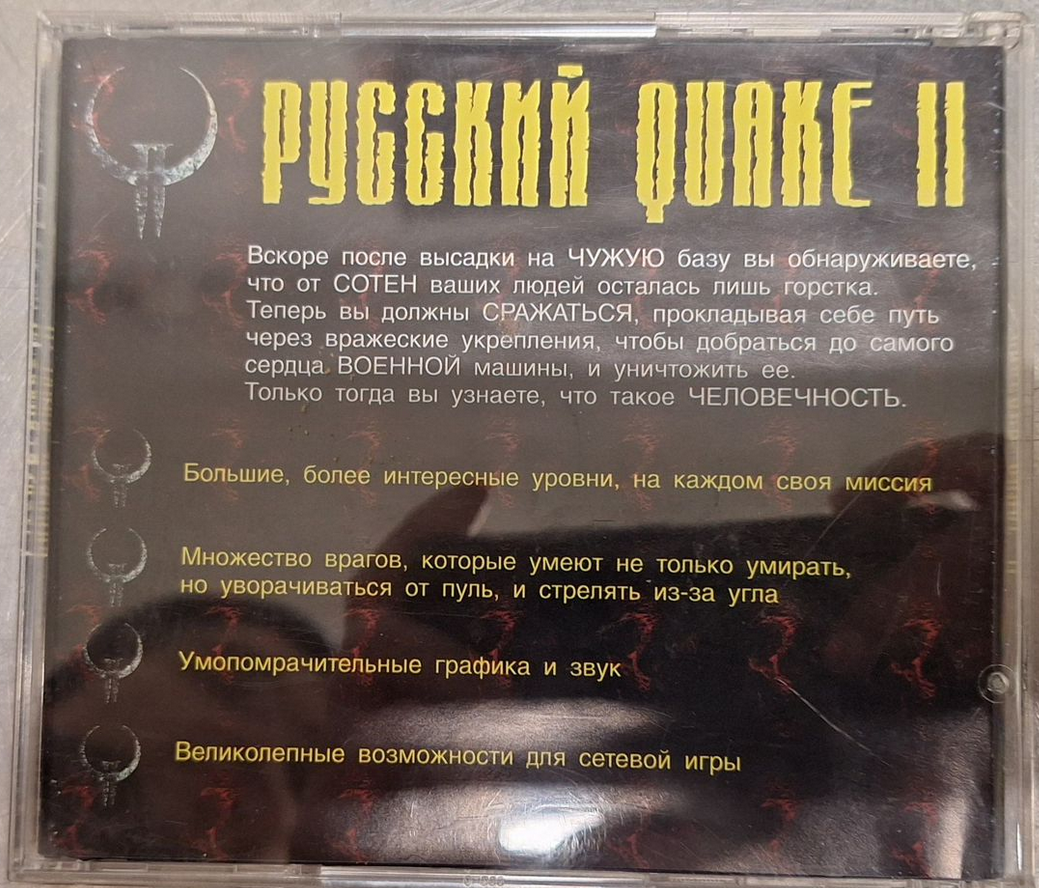 РУССКИЙ QUAKE II
Вскоре после высадки на ЧУЖУЮ базу вы обнаруживаете,
что от СОТЕН ваших людей осталась лишь горстка.
Теперь вы должны СРАЖАТЬСЯ, прокладывая себе путь
через вражеские укрепления, чтобы добраться до самого
сердца ВОЕННОЙ машины, и уничтожить ее.
Только тогда вы узнаете, что такое ЧЕЛОВЕЧНОСТЬ.
Большие, более интересные уровни, на каждом своя миссия
Множество врагов, которые умеют не только умирать,
но уворачиваться от пуль, и стрелять из-за угла
Умопомрачительные графика и звук
Великолепные возможности для сетевой игры